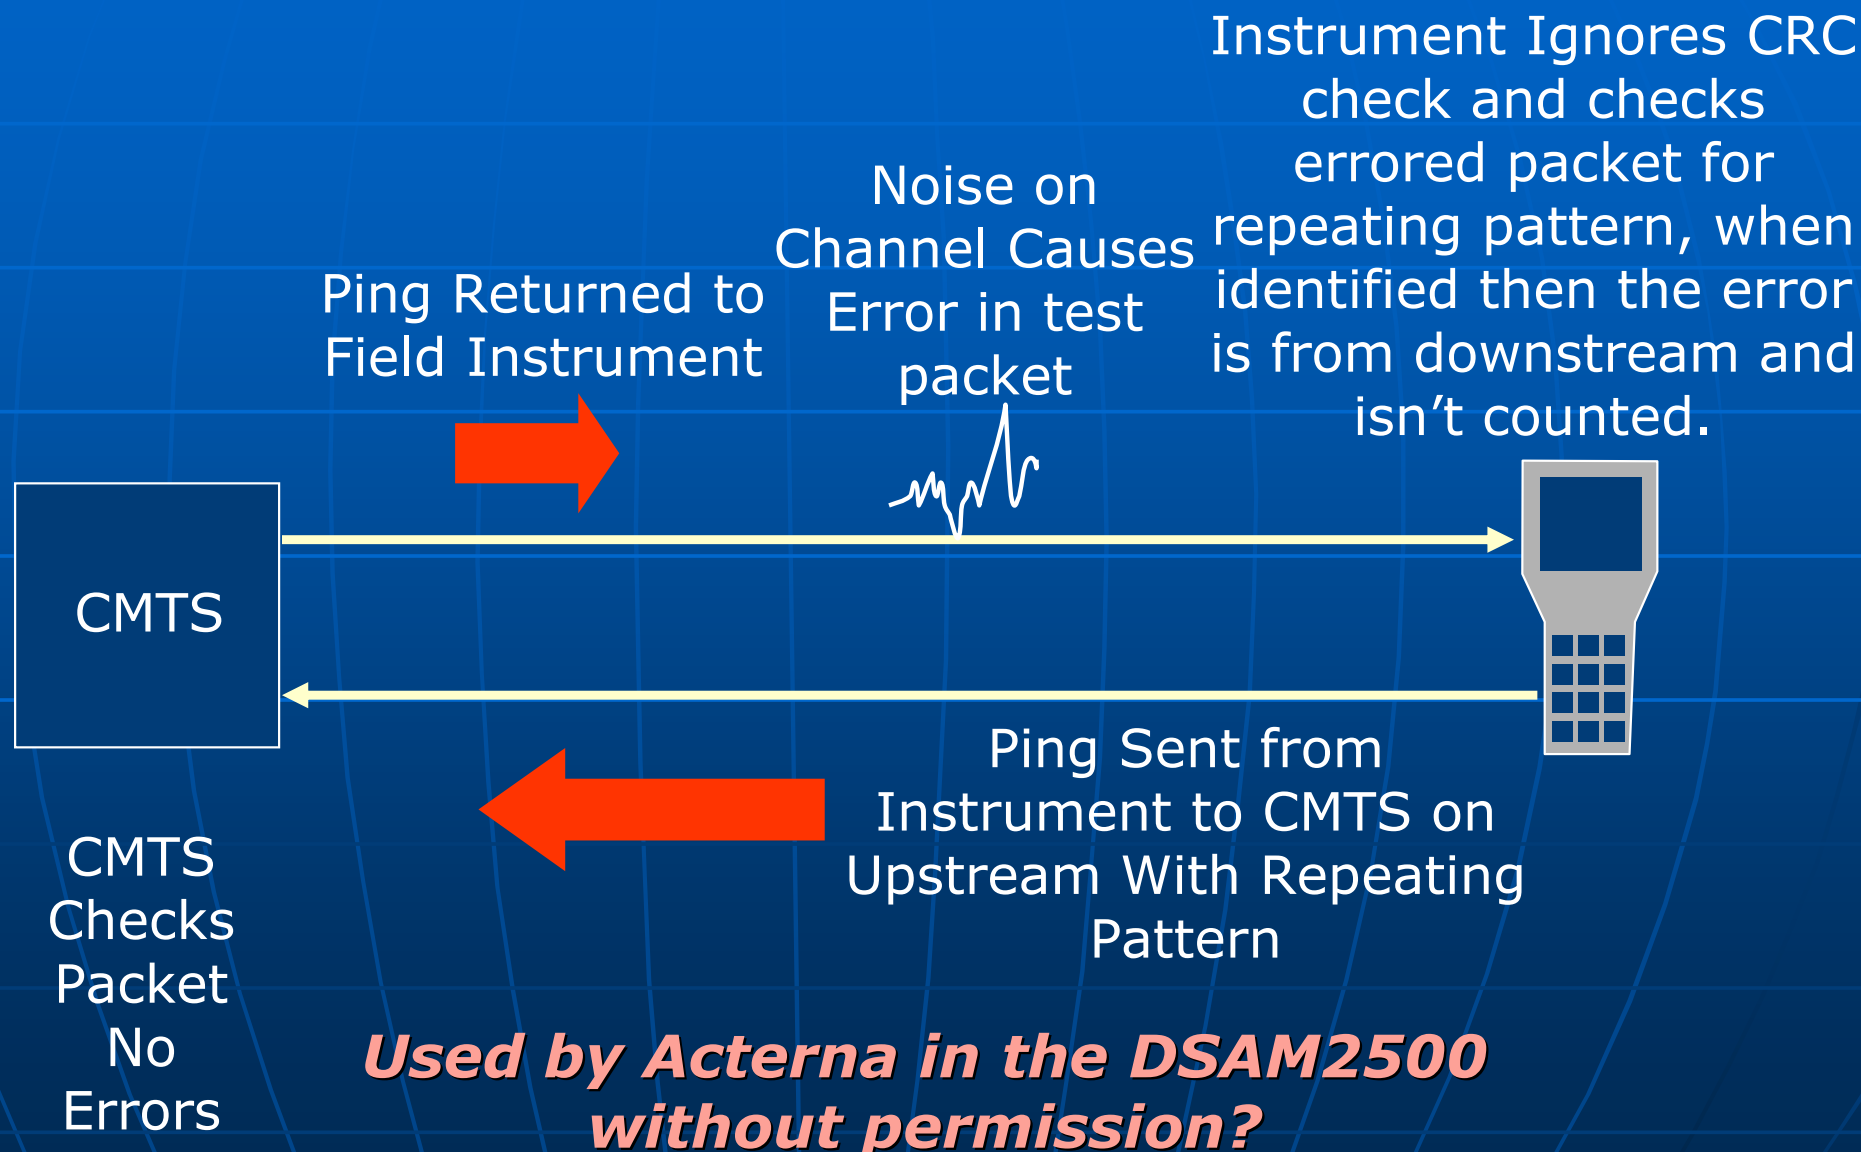 Instrument Ignores CRC
check and checks
errored packet for
repeating pattern, when
identified then the error
is from downstream and
isn’t counted.
Noise on
Channel Causes
Error in test
packet
Ping Returned to
Field Instrument
CMTS
Ping Sent from
Instrument to CMTS on
Upstream With Repeating
Pattern
CMTS
Checks
Packet
No
Errors
Used by Acterna in the DSAM2500
without permission?